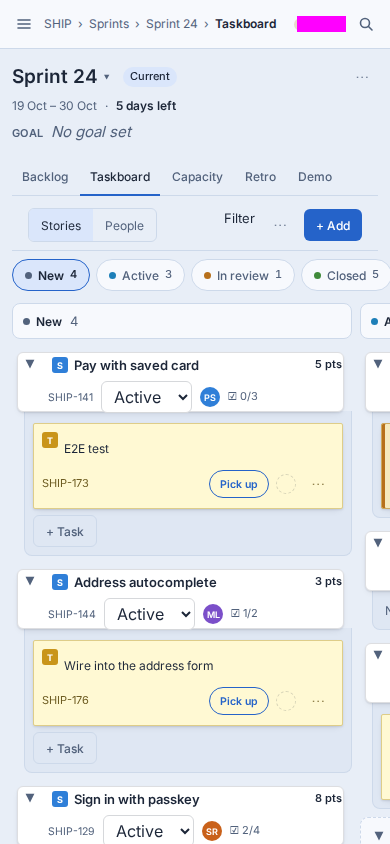 SHIP › Sprints › Sprint 24 › Taskboard
Sprint 24 ▾ Current ...
19 Oct – 30 Oct · 5 days left
GOAL No goal set
Backlog Taskboard Capacity Retro Demo
Stories People Filter ... + Add
New 4 Active 3 In review 1 Closed 5
New 4
▼ S Pay with saved card 5 pts
SHIP-141 Active PS ☑ 0/3
T E2E test
SHIP-173 Pick up ...
+ Task
▼ S Address autocomplete 3 pts
SHIP-144 Active ML ☑ 1/2
T Wire into the address form
SHIP-176 Pick up ...
+ Task
▼ S Sign in with passkey 8 pts
SHIP-129 Active SR ☑ 2/4